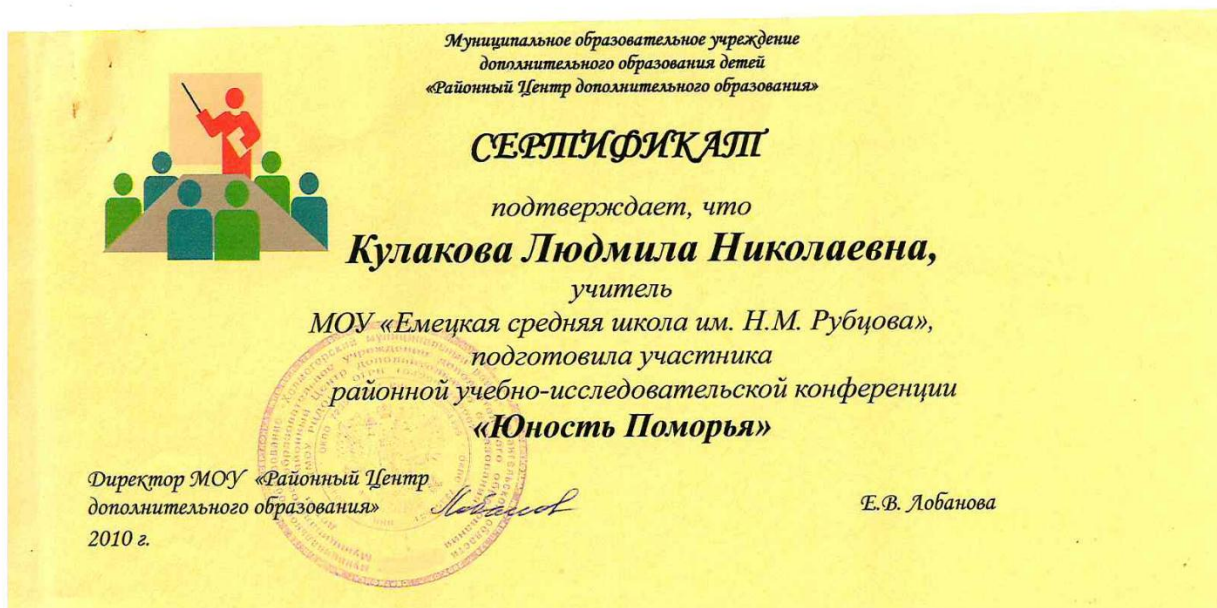 Муниципальное образовательное учреждение
дополнительного образования детей
«Районный Центр дополнительного образования»
СЕРТИФИКАТ
подтверждает, что
Кулакова Людмила Николаевна,
учитель
МОУ «Емецкая средняя школа им. Н.М. Рубцова»,
подготовила участника
районной учебно-исследовательской конференции
«Юность Поморья»
Директор МОУ «Районный Центр
дополнительного образования»
Е.В. Лобанова
2010 г.